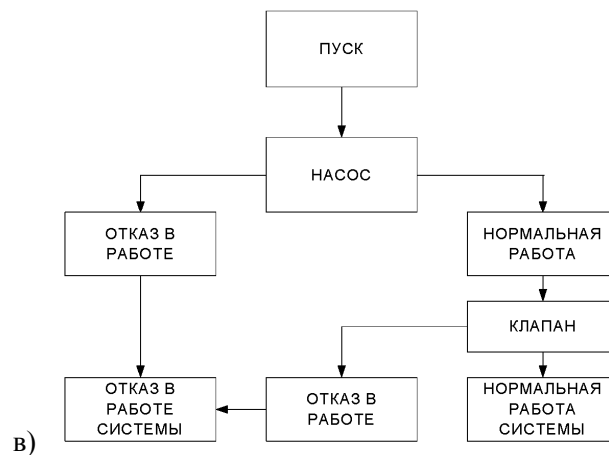 ПУСК
НАСОС
ОТКАЗ В
РАБОТЕ
НОРМАЛЬНАЯ
РАБОТА
КЛАПАН
ОТКАЗ В
РАБОТЕ
СИСТЕМЫ
ОТКАЗ В
РАБОТЕ
НОРМАЛЬНАЯ
РАБОТА
СИСТЕМЫ
в)